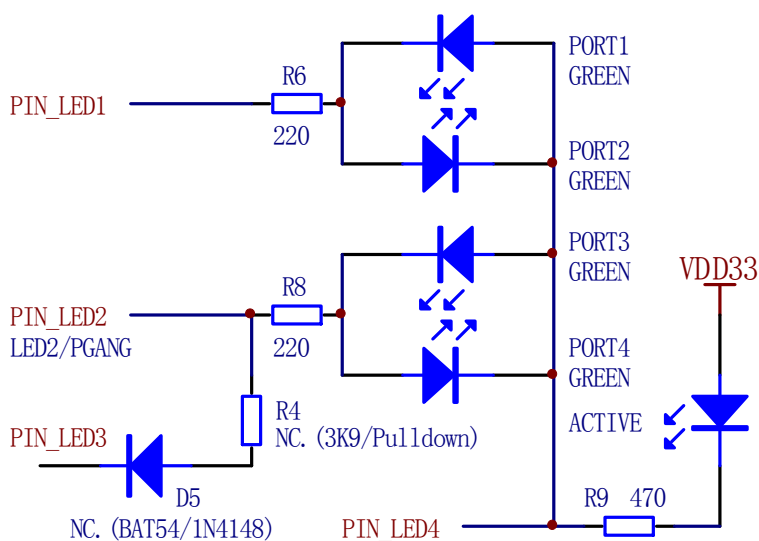 PORT1
GREEN
R6
PIN_LED1
220
PORT2
GREEN
PORT3
GREEN
VDD33
R8
PIN_LED2
LED2/PGANG
220
PORT4
GREEN
R4
NC. (3K9/Pulldown)
ACTIVE
PIN_LED3
D5
NC. (BAT54/1N4148)
R9 470
PIN LED4